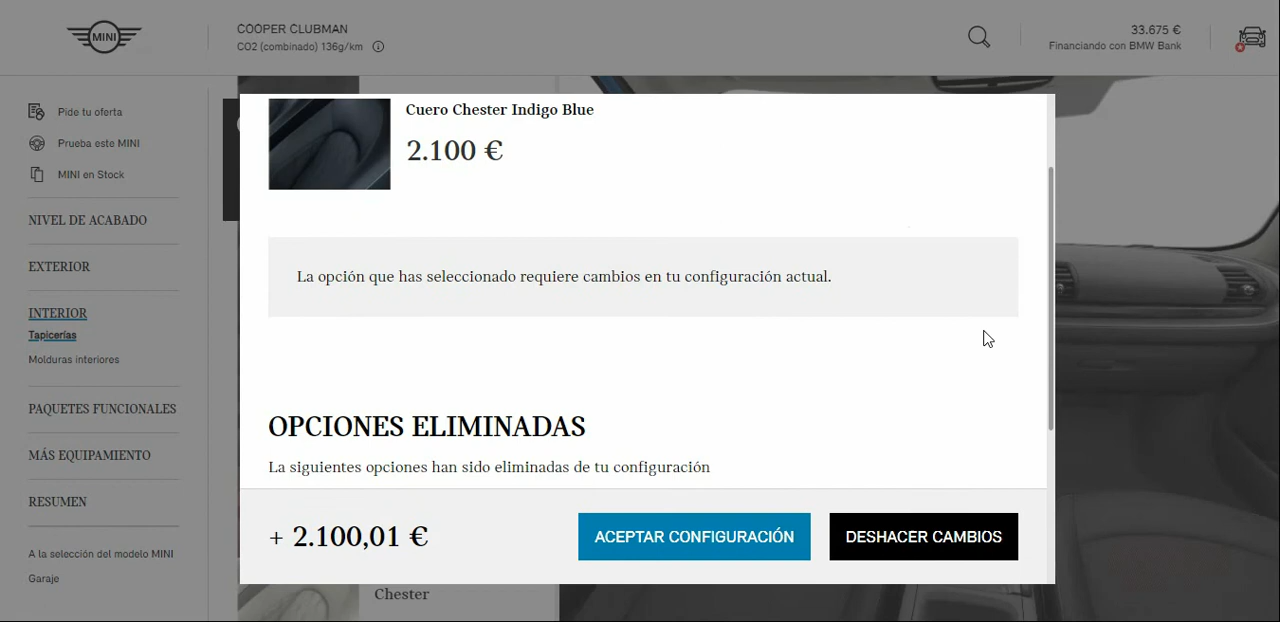 MINI
COOPER CLUBMAN
CO2 (combinado) 136g/km
33.675 €
Financiando con BMW Bank
Pide tu oferta
Prueba este MINI
MINI en Stock
NIVEL DE ACABADO
EXTERIOR
INTERIOR
Tapicerías
Molduras interiores
PAQUETES FUNCIONALES
MÁS EQUIPAMIENTO
RESUMEN
A la selección del modelo MINI
Garaje
Cuero Chester Indigo Blue
2.100 €
La opción que has seleccionado requiere cambios en tu configuración actual.
OPCIONES ELIMINADAS
La siguientes opciones han sido eliminadas de tu configuración
+ 2.100,01 €
ACEPTAR CONFIGURACIÓN
DESHACER CAMBIOS
Chester